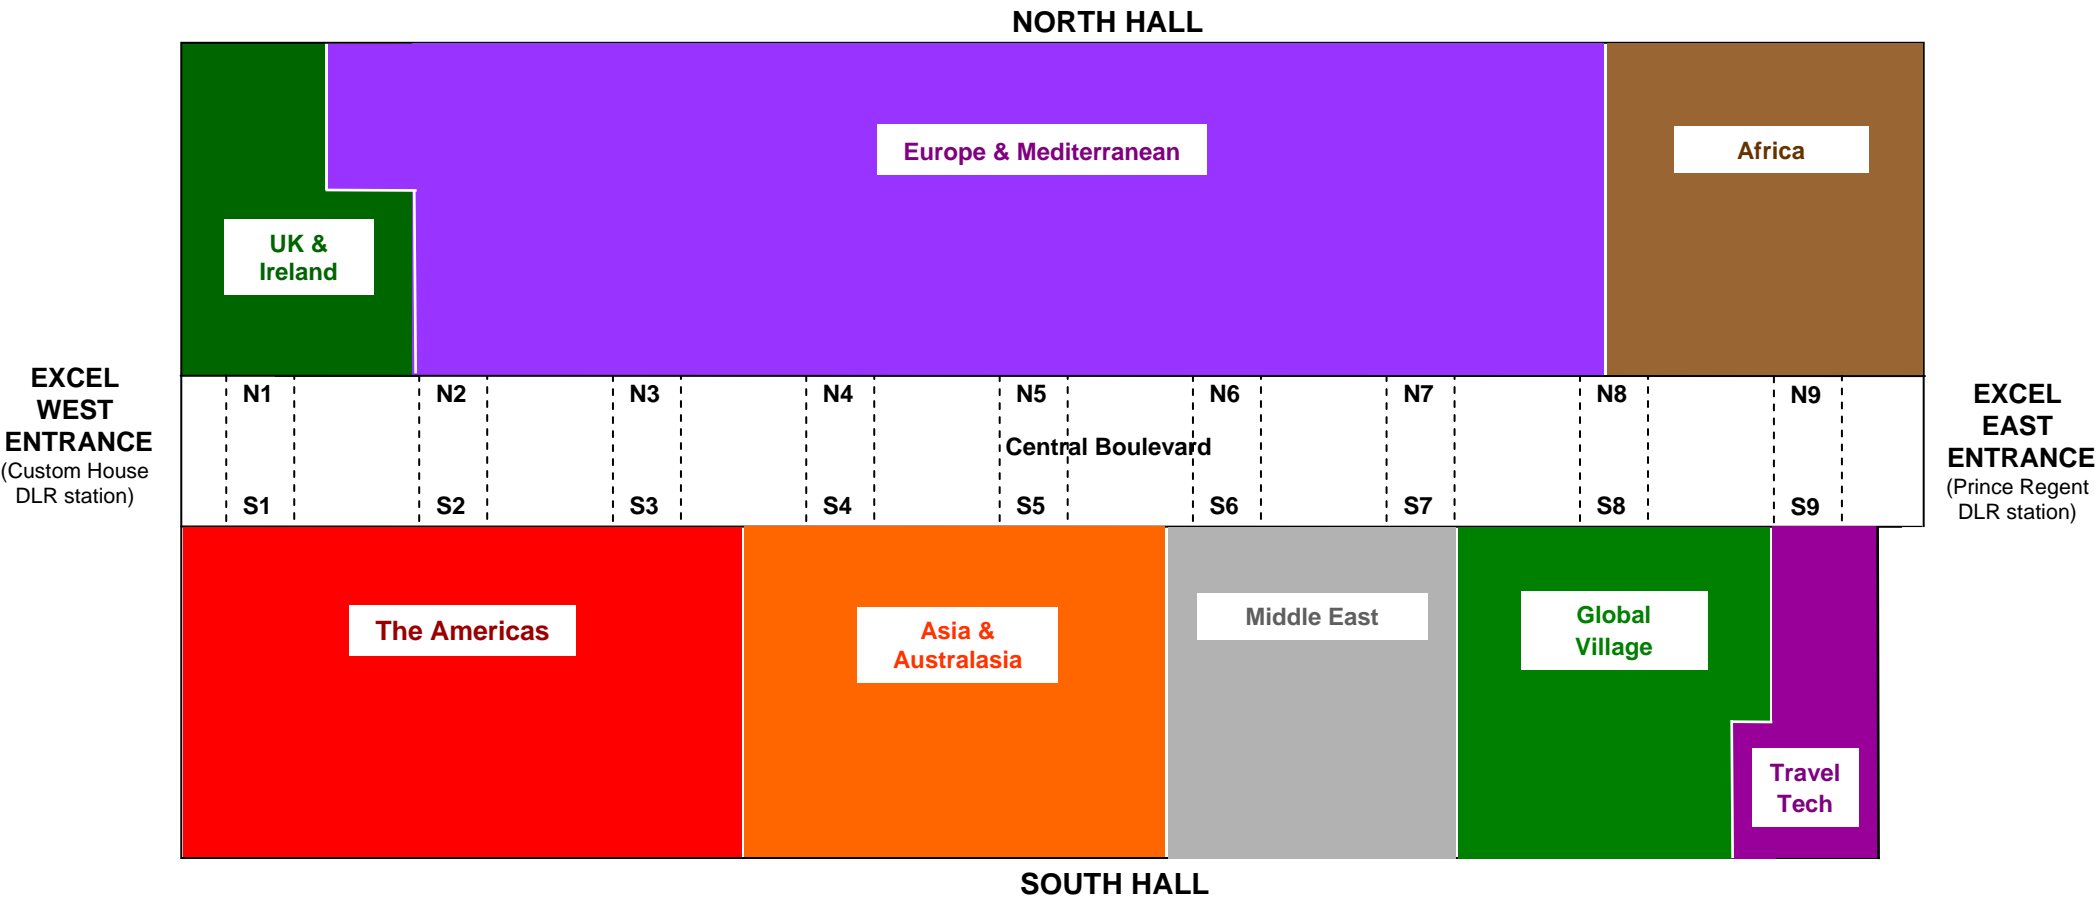 NORTH HALL
Europe & Mediterranean
Africa
UK &
Ireland
EXCEL
WEST
ENTRANCE
(Custom House
DLR station)
N1 N2 N3 N4 N5 N6 N7 N8 N9
Central Boulevard
S1 S2 S3 S4 S5 S6 S7 S8 S9
EXCEL
EAST
ENTRANCE
(Prince Regent
DLR station)
The Americas
Asia &
Australasia
Middle East
Global
Village
Travel
Tech
SOUTH HALL